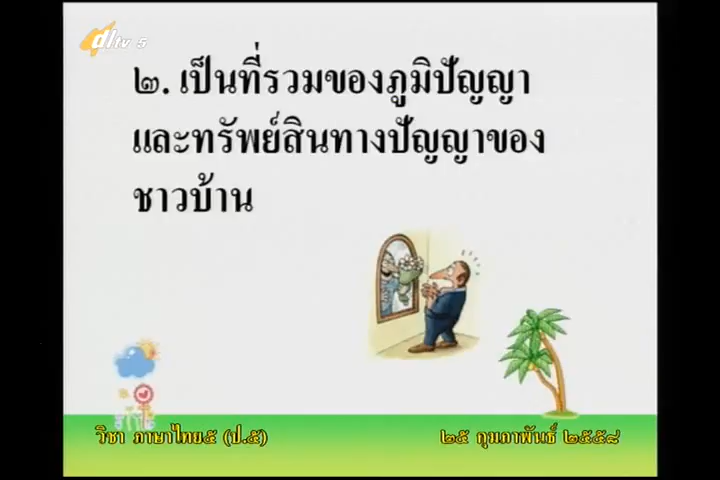 dltv 5
๒. เป็นที่รวมของภูมิปัญญา
และทรัพย์สินทางปัญญาของ
ชาวบ้าน
วิชา ภาษาไทย๕ (ป.๕)
๒๕ กุมภาพันธ์ ๒๕๕๘